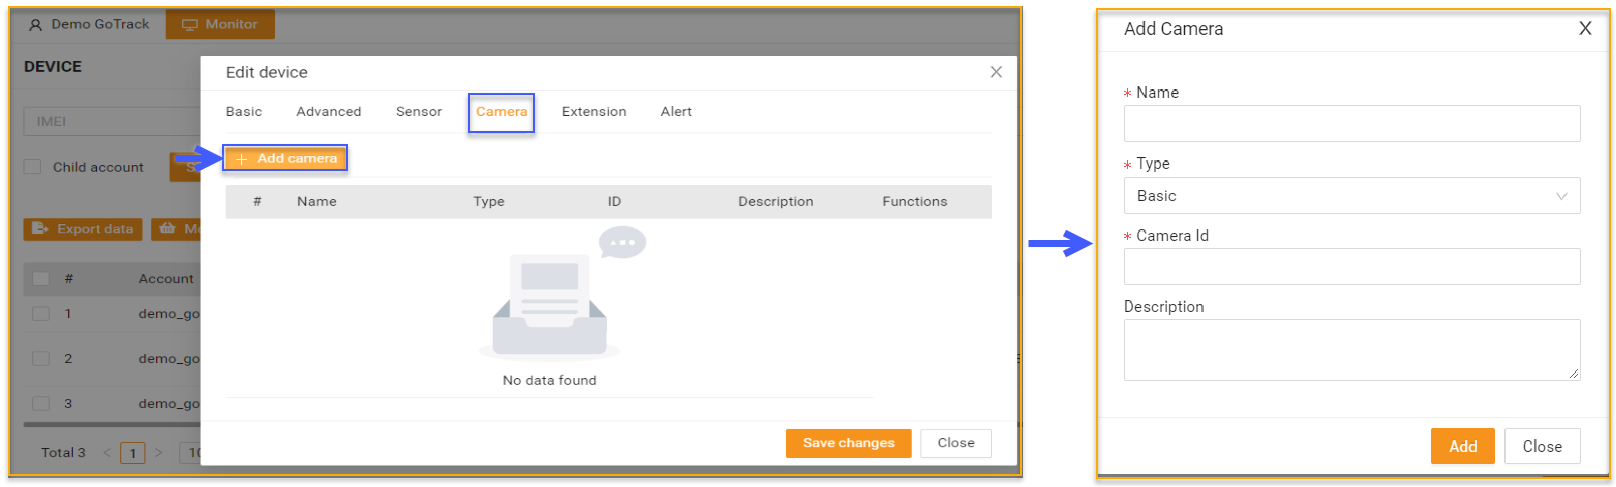 Demo GoTrack Monitor
DEVICE
IMEI
Child account
Export data
# Account
1 demo_go
2 demo_go
3 demo_go
Total 3 < 1 > 10
Edit device X
Basic Advanced Sensor Camera Extension Alert
+ Add camera
# Name Type ID Description Functions
No data found
Save changes Close
Add Camera X
* Name
* Type
Basic
* Camera Id
Description
Add Close